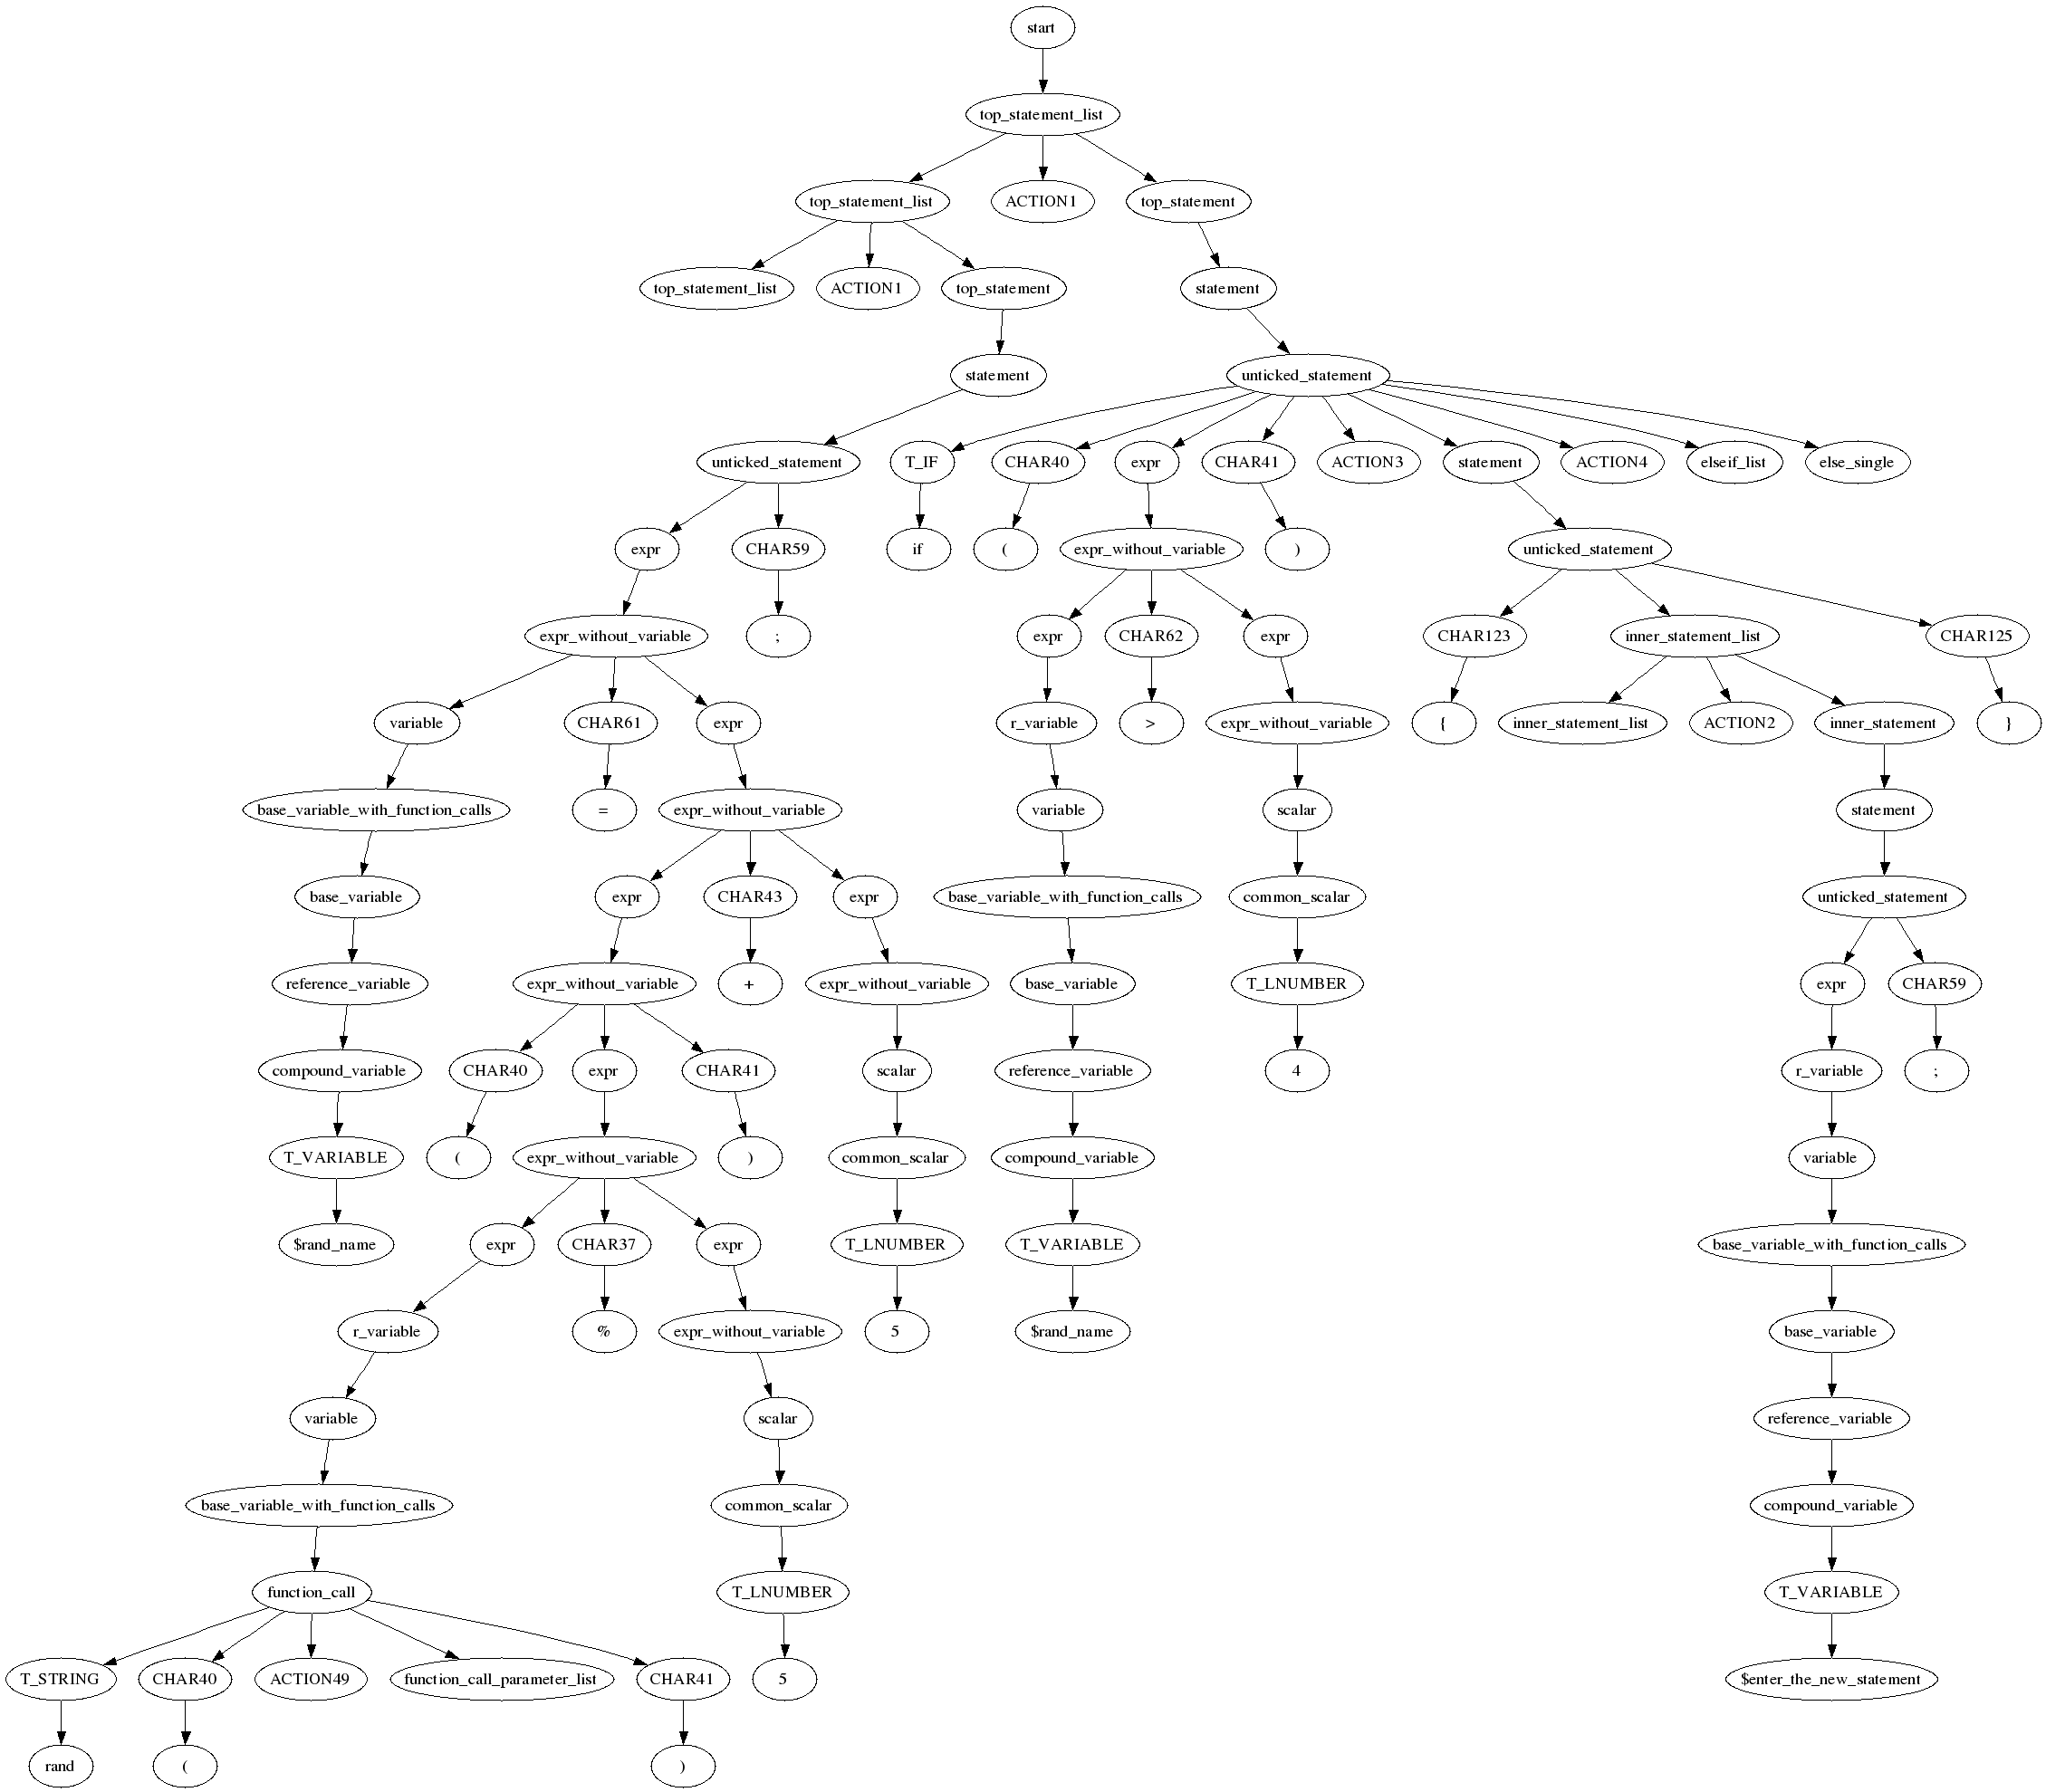 start
top_statement_list
top_statement_list ACTION1 top_statement
top_statement_list ACTION1 top_statement statement
statement unticked_statement
unticked_statement T_IF CHAR40 expr CHAR41 ACTION3 statement ACTION4 elseif_list else_single
expr CHAR59 if ( expr_without_variable ) unticked_statement
expr_without_variable ; expr CHAR62 expr CHAR123 inner_statement_list CHAR125
variable CHAR61 expr r_variable > expr_without_variable { inner_statement_list ACTION2 inner_statement }
base_variable_with_function_calls = expr_without_variable variable scalar statement
base_variable expr CHAR43 expr base_variable_with_function_calls common_scalar unticked_statement
reference_variable expr_without_variable + expr_without_variable base_variable T_LNUMBER expr CHAR59
compound_variable CHAR40 expr CHAR41 scalar reference_variable 4 r_variable ;
T_VARIABLE ( expr_without_variable ) common_scalar compound_variable variable
$rand_name expr CHAR37 expr T_LNUMBER T_VARIABLE base_variable_with_function_calls
r_variable % expr_without_variable 5 $rand_name base_variable
variable scalar reference_variable
base_variable_with_function_calls common_scalar compound_variable
function_call T_LNUMBER T_VARIABLE
T_STRING CHAR40 ACTION49 function_call_parameter_list CHAR41 5 $enter_the_new_statement
rand ( )